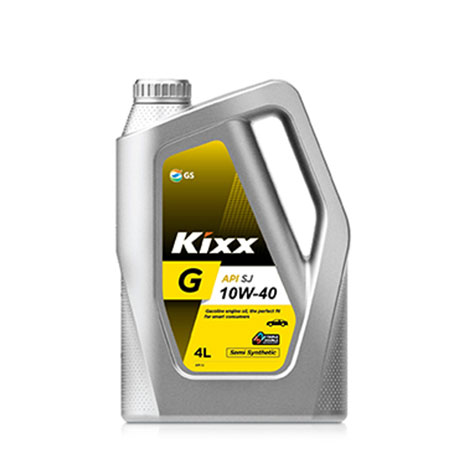 GS
Kixx
G
API SJ
10W-40
Gasoline engine oil, the perfect fit
for smart consumers
4L
Semi Synthetic